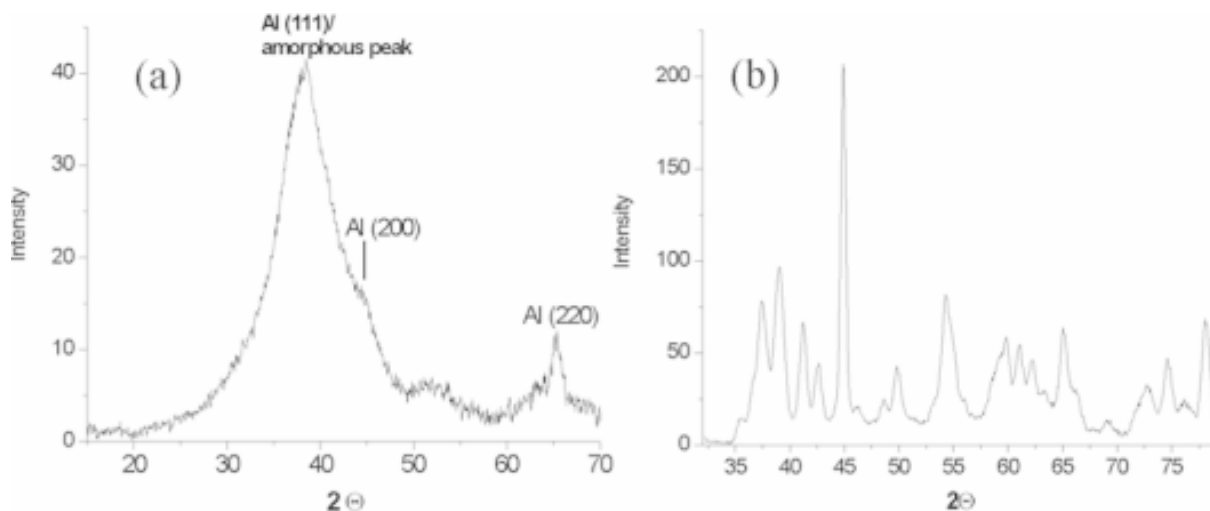 Al (111)/
amorphous peak
(a)
Al (200)
Al (220)
Intensity
40
30
20
10
0
20 30 40 50 60 70
2 Θ
(b)
Intensity
200
150
100
50
0
35 40 45 50 55 60 65 70 75
2Θ